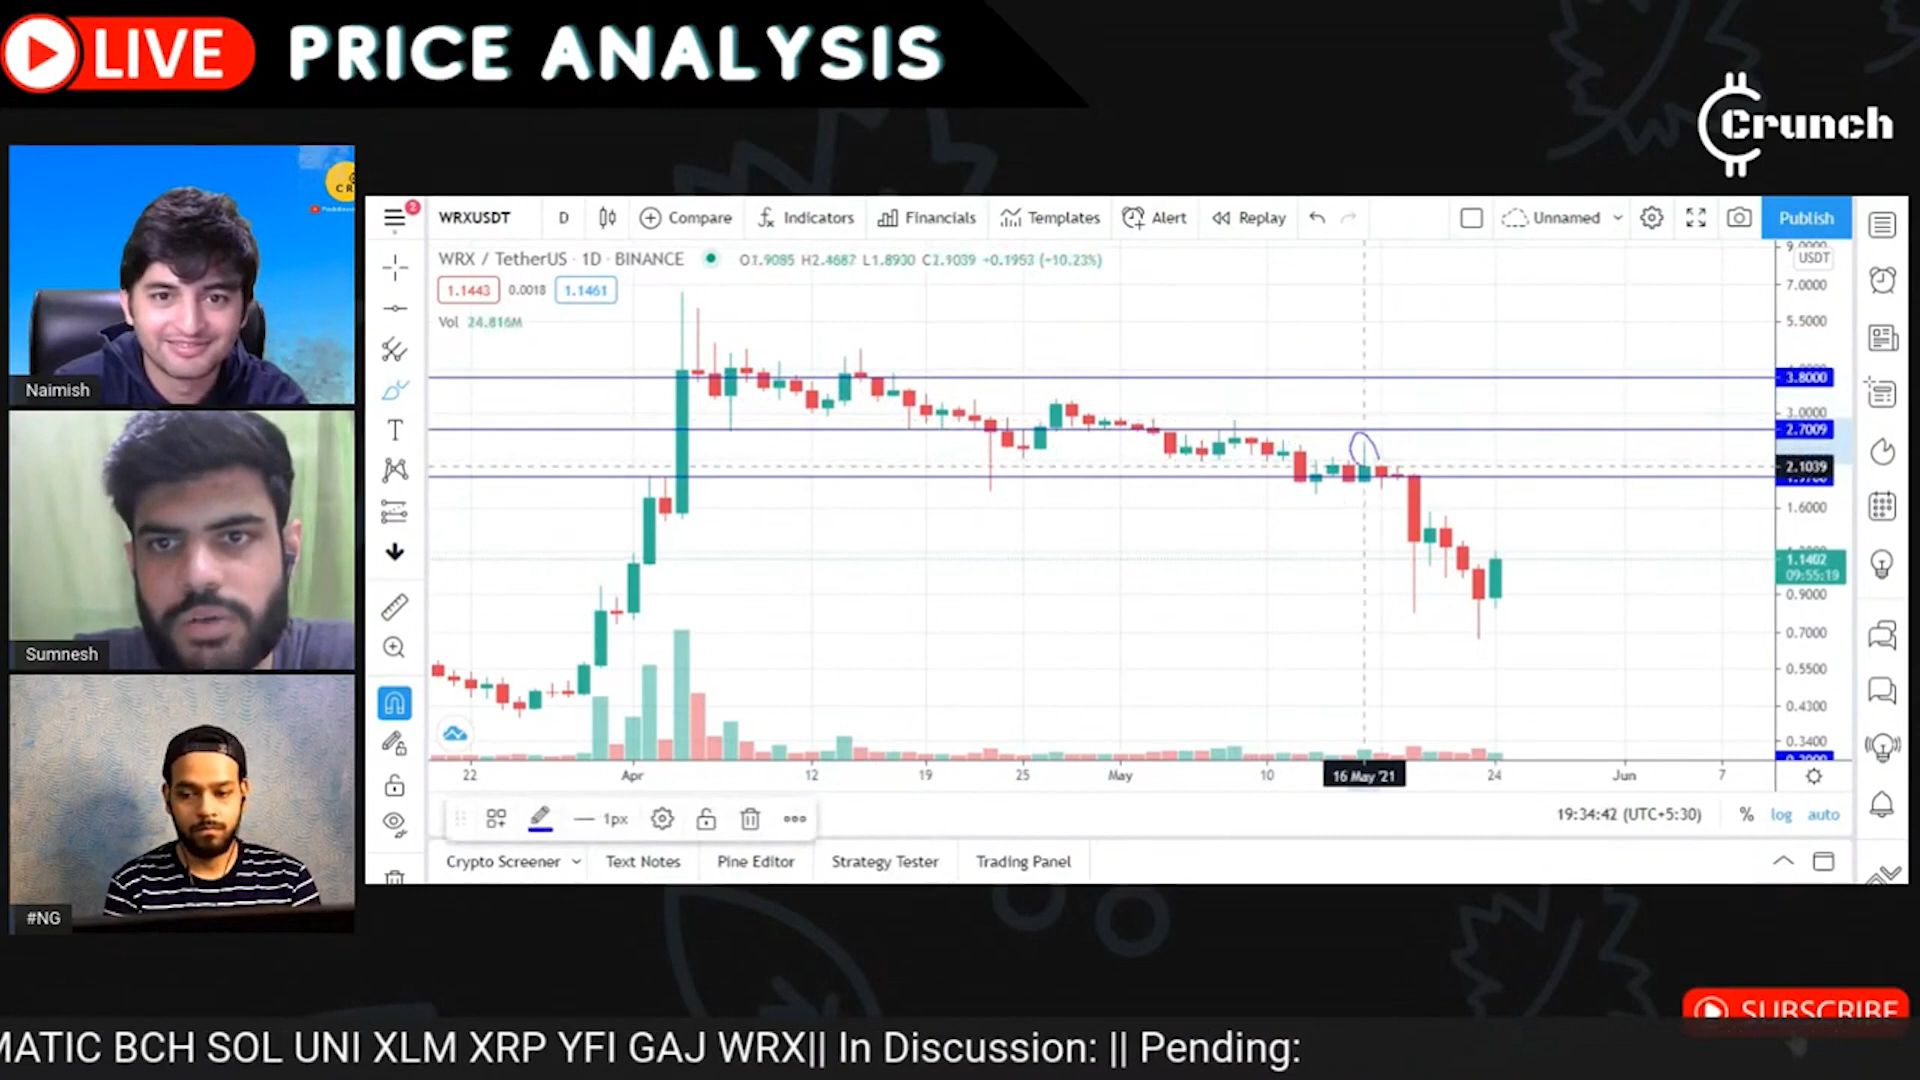 LIVE PRICE ANALYSIS
Crunch
Naimish
Sumnesh
#NG
2
WRXUSDT D Compare Indicators Financials Templates Alert Replay Unnamed Publish
WRX / TetherUS · 1D · BINANCE O1.9085 H2.4687 L1.8930 C2.1039 +0.1953 (+10.23%)
1.1443 0.0018 1.1461
Vol 24.816M
9.0000
USDT
7.0000
5.5000
3.8000
3.0000
2.7009
2.1039
1.6000
1.1402
09:55:19
0.9000
0.7000
0.5500
0.4300
0.3400
22 Apr 12 19 25 May 10 16 May '21 24 Jun 7
1px
19:34:42 (UTC+5:30) % log auto
Crypto Screener Text Notes Pine Editor Strategy Tester Trading Panel
SUBSCRIBE
MATIC BCH SOL UNI XLM XRP YFI GAJ WRX|| In Discussion: || Pending: